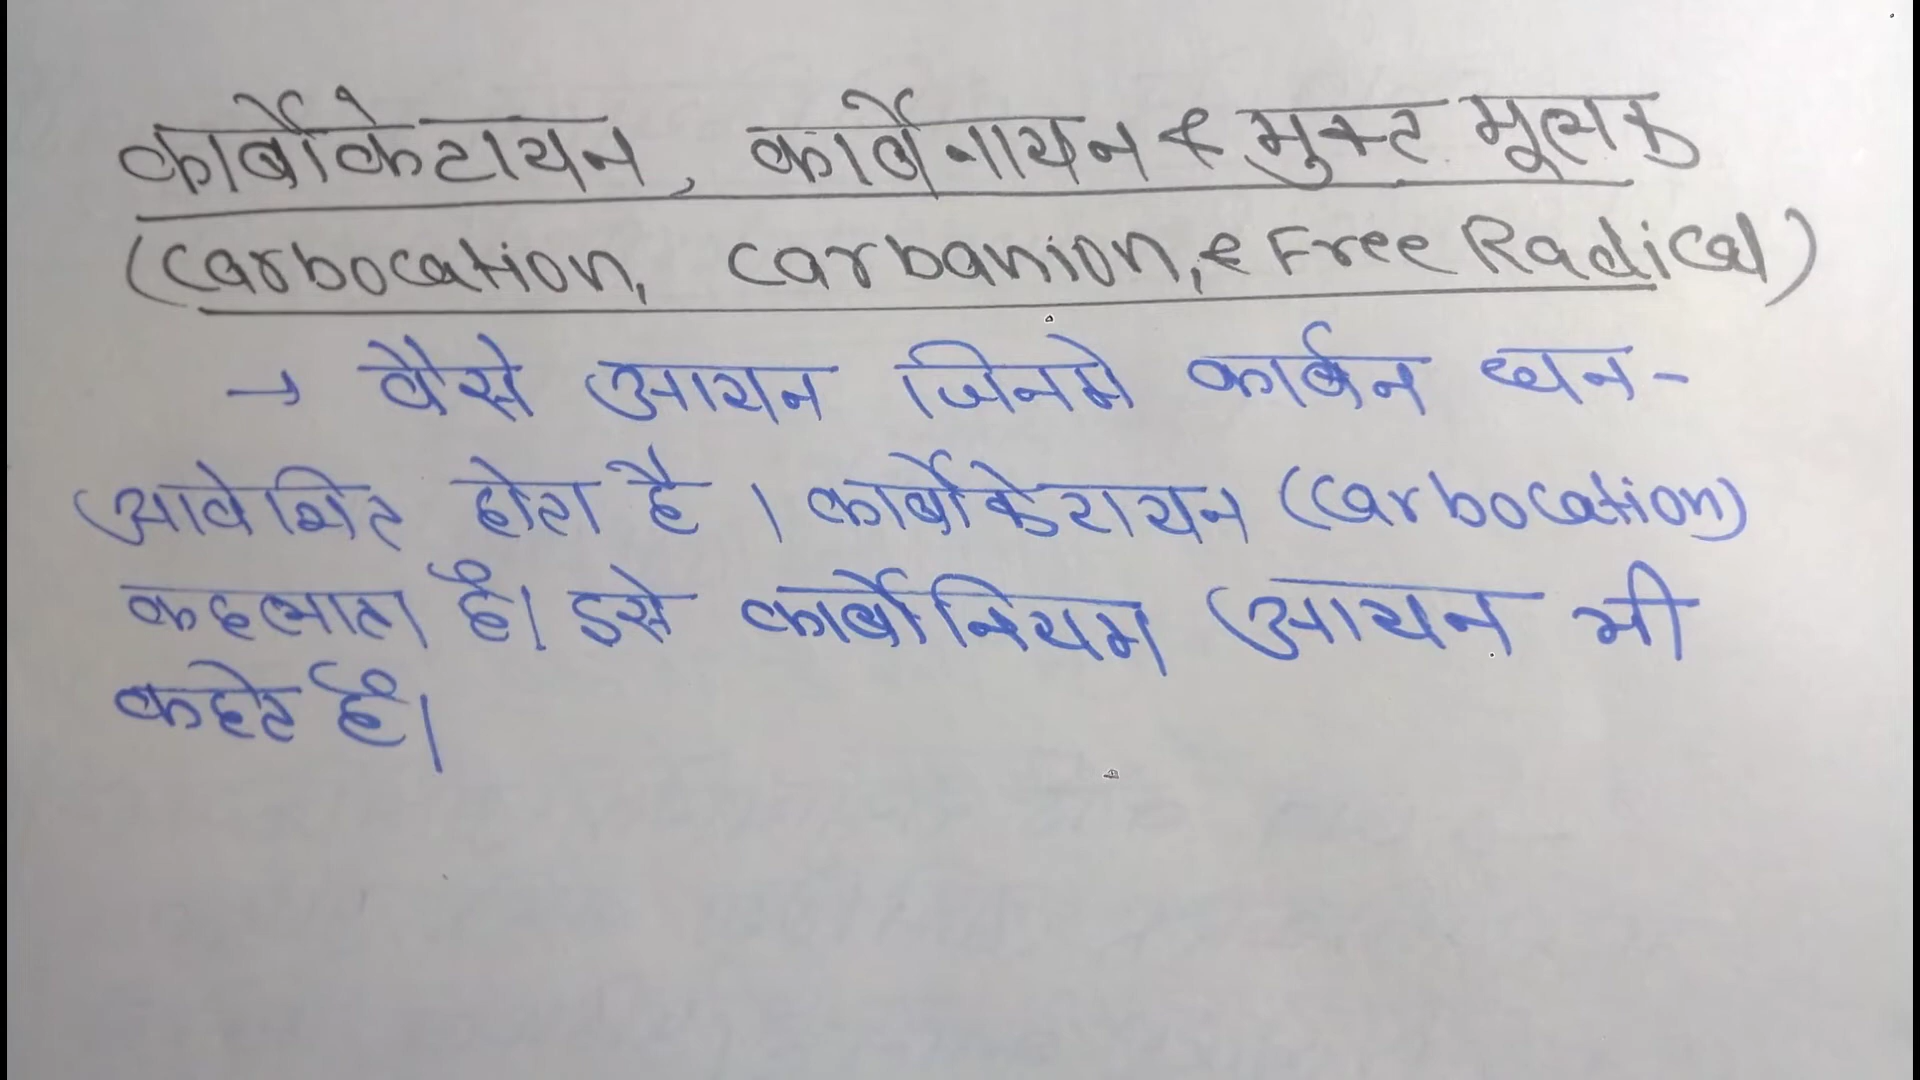 कार्बोकेटायन, कार्बेनायन & मुक्त मूलक
(Carbocation, Carbanion, & Free Radical)
→ वैसे आयन जिनमे कार्बन धन-
आवेशित होता है । कार्बोकेटायन (Carbocation)
कहलाता है। इसे कार्बोनियम आयन भी
कहते हैं।